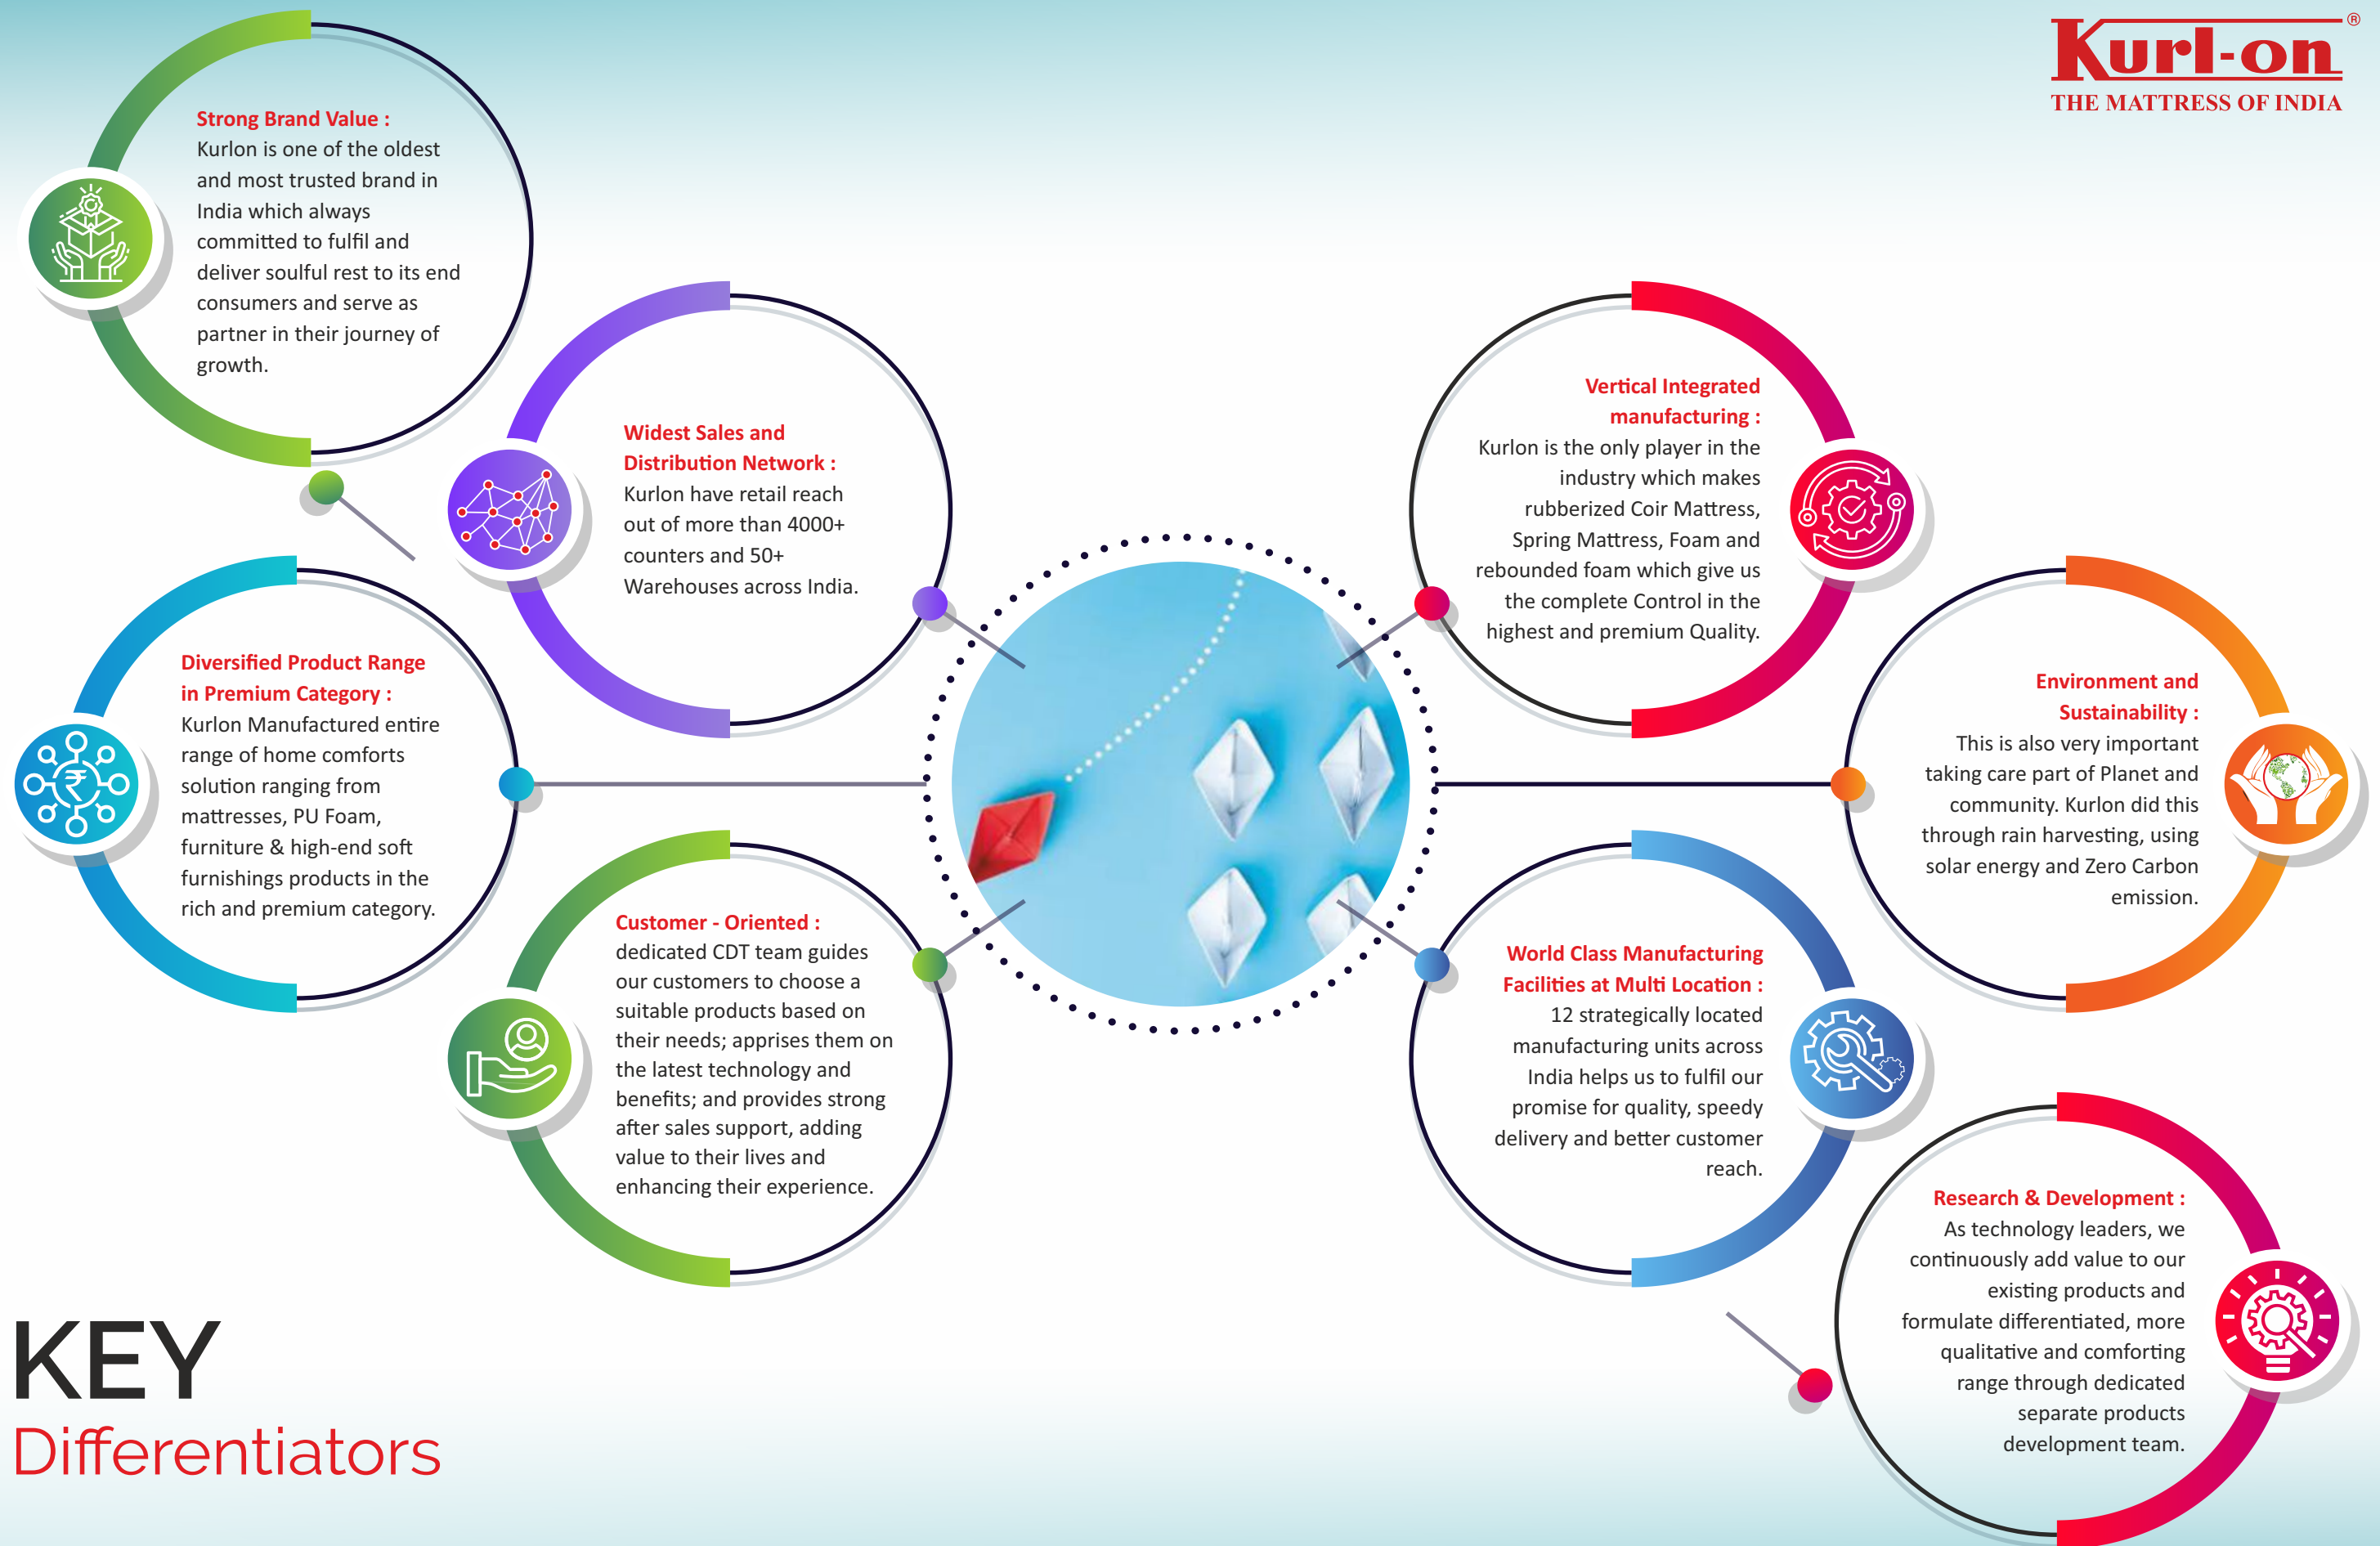 Kurl-on ®
THE MATTRESS OF INDIA
Strong Brand Value :
Kurlon is one of the oldest
and most trusted brand in
India which always
committed to fulfil and
deliver soulful rest to its end
consumers and serve as
partner in their journey of
growth.
Widest Sales and
Distribution Network :
Kurlon have retail reach
out of more than 4000+
counters and 50+
Warehouses across India.
Diversified Product Range
in Premium Category :
Kurlon Manufactured entire
range of home comforts
solution ranging from
mattresses, PU Foam,
furniture & high-end soft
furnishings products in the
rich and premium category.
₹
Customer - Oriented :
dedicated CDT team guides
our customers to choose a
suitable products based on
their needs; apprises them on
the latest technology and
benefits; and provides strong
after sales support, adding
value to their lives and
enhancing their experience.
Vertical Integrated
manufacturing :
Kurlon is the only player in the
industry which makes
rubberized Coir Mattress,
Spring Mattress, Foam and
rebounded foam which give us
the complete Control in the
highest and premium Quality.
Environment and
Sustainability :
This is also very important
taking care part of Planet and
community. Kurlon did this
through rain harvesting, using
solar energy and Zero Carbon
emission.
World Class Manufacturing
Facilities at Multi Location :
12 strategically located
manufacturing units across
India helps us to fulfil our
promise for quality, speedy
delivery and better customer
reach.
Research & Development :
As technology leaders, we
continuously add value to our
existing products and
formulate differentiated, more
qualitative and comforting
range through dedicated
separate products
development team.
KEY
Differentiators